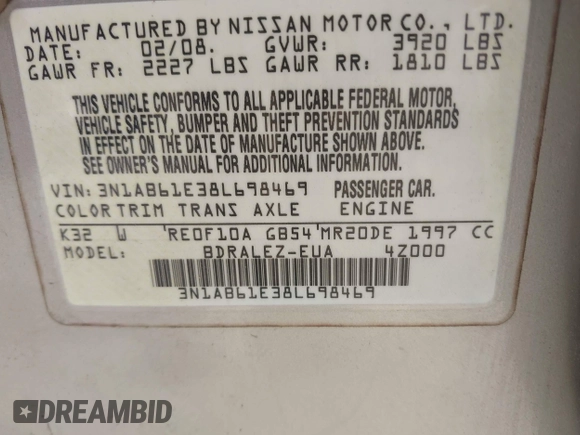 MANUFACTURED BY NISSAN MOTOR CO., LTD.
DATE: 02/08. GVWR: 3920 LBS
GAWR FR: 2227 LBS GAWR RR: 1810 LBS
THIS VEHICLE CONFORMS TO ALL APPLICABLE FEDERAL MOTOR,
VEHICLE SAFETY, BUMPER AND THEFT PREVENTION STANDARDS
IN EFFECT ON THE DATE OF MANUFACTURE SHOWN ABOVE.
SEE OWNER'S MANUAL FOR ADDITIONAL INFORMATION.
VIN: 3N1AB61E38L698469 PASSENGER CAR.
COLOR TRIM TRANS AXLE ENGINE
K32 W 'RE0F10A GB54'MR20DE 1997 CC
MODEL: BDRALEZ-EUA 4Z000
3N1AB61E38L698469
DREAMBID